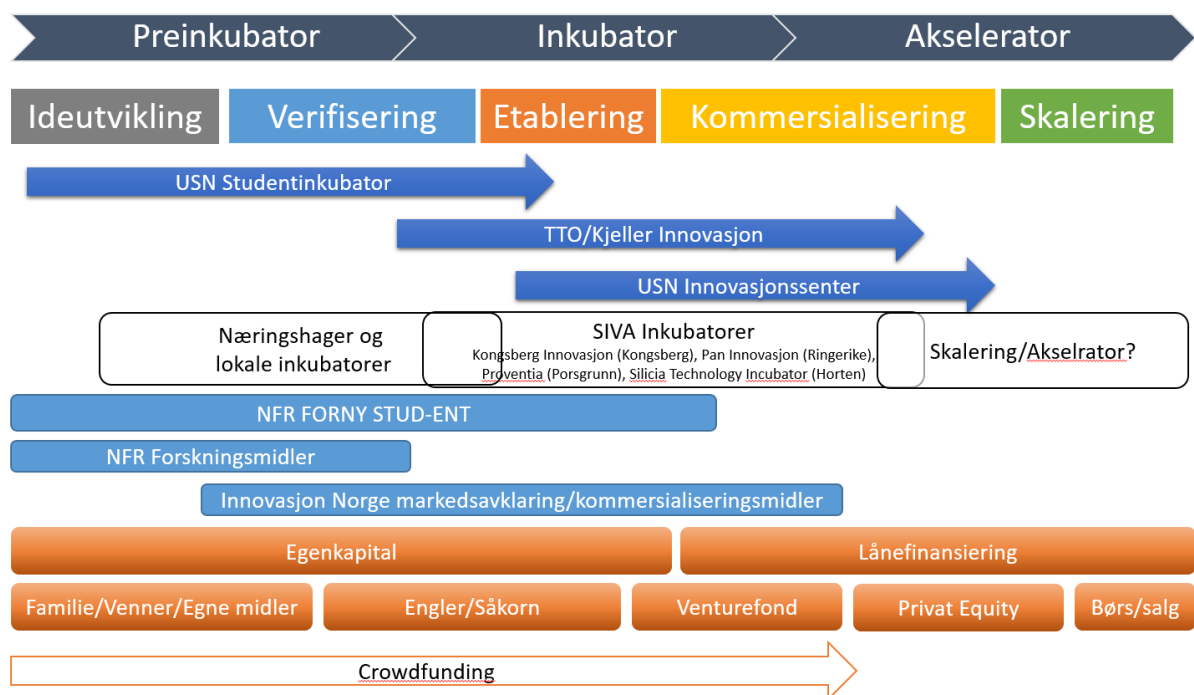 Preinkubator
Inkubator
Akselerator
Ideutvikling
Verifisering
Etablering
Kommersialisering
Skalering
USN Studentinkubator
TTO/Kjeller Innovasjon
USN Innovasjonssenter
Næringshager og
lokale inkubatorer
SIVA Inkubatorer
Kongsberg Innovasjon (Kongsberg), Pan Innovasjon (Ringerike),
Proventia (Porsgrunn), Silicia Technology Incubator (Horten)
Skalering/Akselrator?
NFR FORNY STUD-ENT
NFR Forskningsmidler
Innovasjon Norge markedsavklaring/kommersialiseringsmidler
Egenkapital
Lånefinansiering
Familie/Venner/Egne midler
Engler/Såkorn
Venturefond
Privat Equity
Børs/salg
Crowdfunding